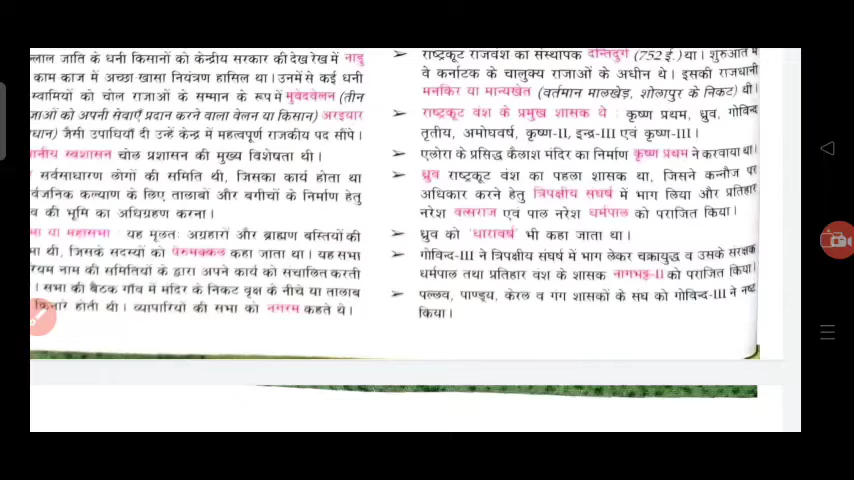 ल्लाल जाति के धनी किसानों को केन्द्रीय सरकार की देख रेख में नाडू
काम काज में अच्छा खासा नियंत्रण हासिल था। उनमें से कई धनी
स्वामियों को चोल राजाओं के सम्मान के रूप में मुवेदवेलन (तीन
जाओं को अपनी सेवाएँ प्रदान करने वाला वेलन या किसान) अरइयार
धान) जैसी उपाधियाँ दी उन्हें केन्द्र में महत्वपूर्ण राजकीय पद सौंपे।
नीय स्वशासन चोल प्रशासन की मुख्य विशेषता थी।
सर्वसाधारण लोगों की समिति थी, जिसका कार्य होता था
र्वजनिक कल्याण के लिए तालाबों और बगीचों के निर्माण हेतु
व की भूमि का अधिग्रहण करना।
भा या महासभा : यह मूलतः अग्रहारों और ब्राह्मण बस्तियों की
भा थी, जिसके सदस्यों को पेरुमक्कल कहा जाता था। यह सभा
रियम नाम की समितियों के द्वारा अपने कार्य को संचालित करती
। सभा की बैठक गाँव में मंदिर के निकट वृक्ष के नीचे या तालाब
किनारे होती थी। व्यापारियों की सभा को नगरम कहते थे।
➢ राष्ट्रकूट राजवंश का संस्थापक दन्तिदुर्ग (752 ई.) था। शुरुआत में
वे कर्नाटक के चालुक्य राजाओं के अधीन थे। इसकी राजधानी
मनकिर या मान्यखेत (वर्तमान मालखेड़, शोलापुर के निकट) थी।
➢ राष्ट्रकूट वंश के प्रमुख शासक थे : कृष्ण प्रथम, ध्रुव, गोविन्द
तृतीय, अमोघवर्ष, कृष्ण-II, इन्द्र-III एवं कृष्ण-III।
➢ एलोरा के प्रसिद्ध कैलाश मंदिर का निर्माण कृष्ण प्रथम ने करवाया था।
➢ ध्रुव राष्ट्रकूट वंश का पहला शासक था, जिसने कन्नौज पर
अधिकार करने हेतु त्रिपक्षीय संघर्ष में भाग लिया और प्रतिहार
नरेश वत्सराज एवं पाल नरेश धर्मपाल को पराजित किया।
➢ ध्रुव को 'धारावर्ष' भी कहा जाता था।
➢ गोविन्द-III ने त्रिपक्षीय संघर्ष में भाग लेकर चक्रायुद्ध व उसके संरक्षक
धर्मपाल तथा प्रतिहार वंश के शासक नागभट्ट-II को पराजित किया।
➢ पल्लव, पाण्ड्य, केरल व गंग शासकों के संघ को गोविन्द-III ने नष्ट
किया।